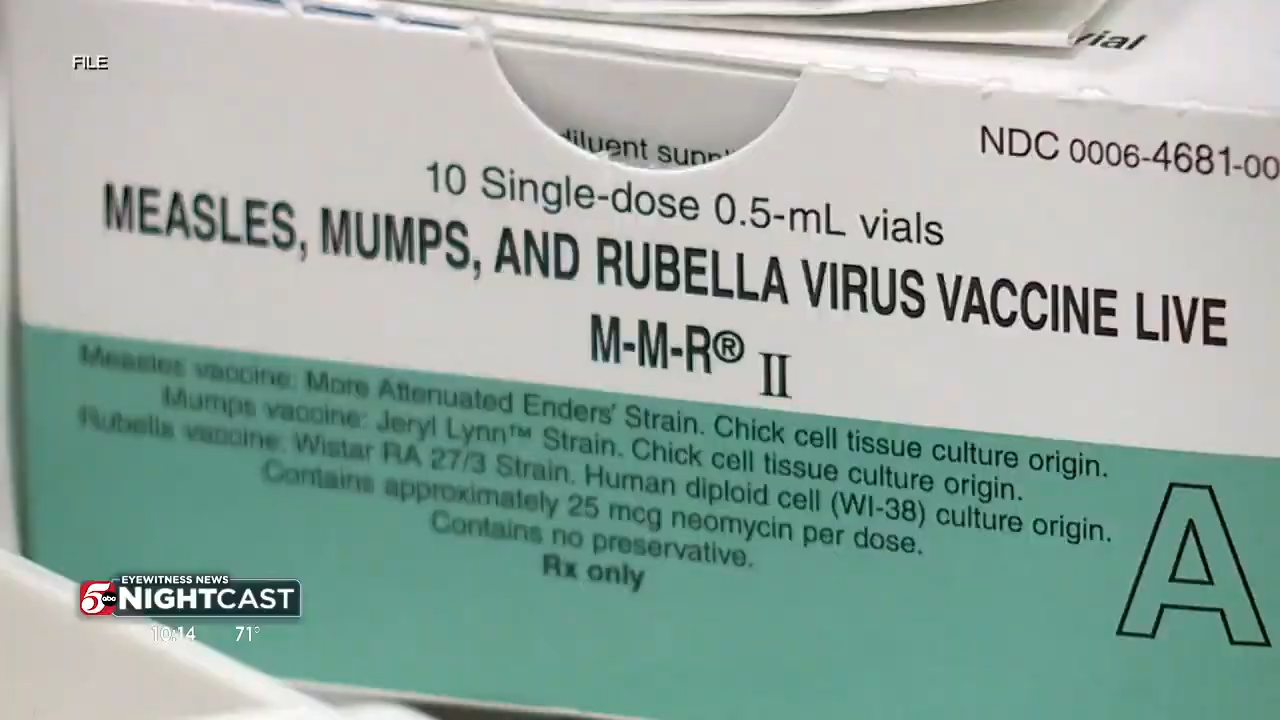 FILE
vial
NDC 0006-4681-00
diluent
10 Single-dose 0.5-mL vials
MEASLES, MUMPS, AND RUBELLA VIRUS VACCINE LIVE
M-M-R® II
Measles vaccine: More Attenuated Enders' Strain. Chick cell tissue culture origin.
Mumps vaccine: Jeryl Lynn™ Strain. Chick cell tissue culture origin.
Rubella vaccine: Wistar RA 27/3 Strain. Human diploid cell (WI-38) culture origin.
Contains approximately 25 mcg neomycin per dose.
Contains no preservative.
Rx only
A
5 abc EYEWITNESS NEWS
NIGHTCAST
10:14 71°